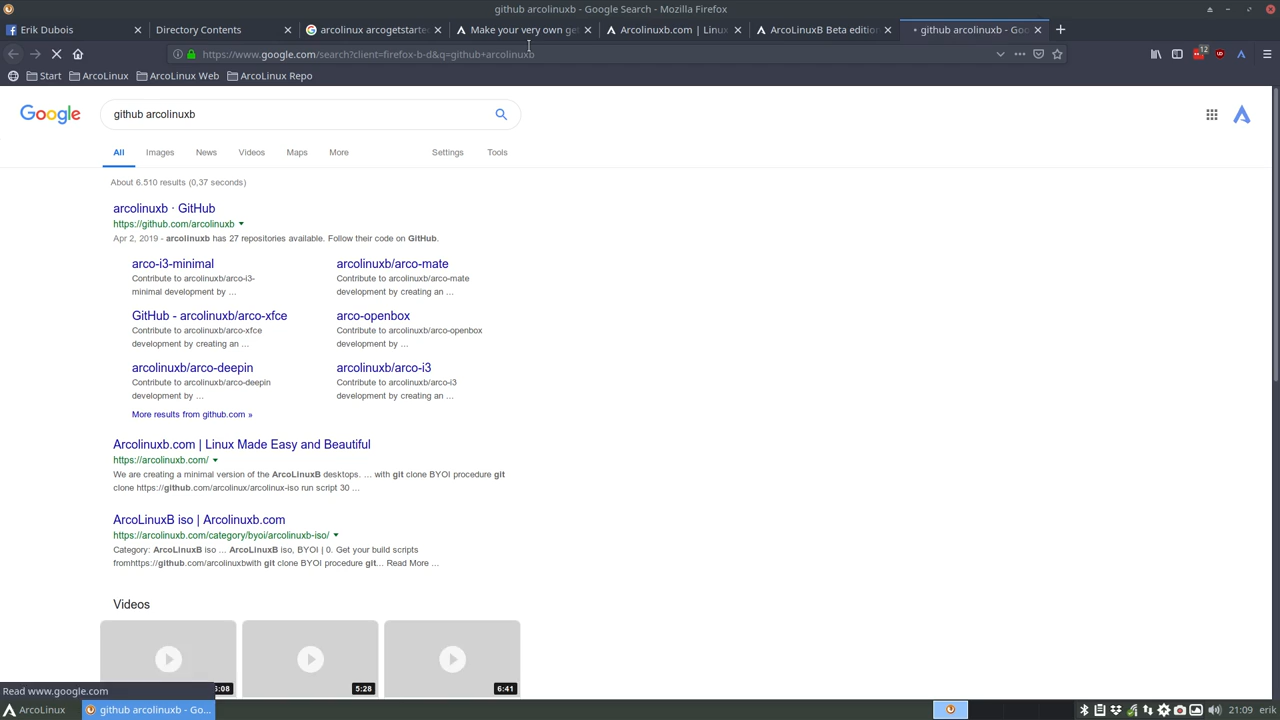 github arcolinuxb - Google Search - Mozilla Firefox
Erik Dubois
Directory Contents
arcolinux arcogetstarte
Make your very own ge
Arcolinuxb.com | Linux
ArcoLinuxB Beta edition
github arcolinuxb - Goo
https://www.google.com/search?client=firefox-b-d&q=github+arcolinuxb
12
Start
ArcoLinux
ArcoLinux Web
ArcoLinux Repo
Google
github arcolinuxb
All
Images
News
Videos
Maps
More
Settings
Tools
About 6.510 results (0,37 seconds)
arcolinuxb · GitHub
https://github.com/arcolinuxb
Apr 2, 2019 - arcolinuxb has 27 repositories available. Follow their code on GitHub.
arco-i3-minimal
Contribute to arcolinuxb/arco-i3-
minimal development by ...
arcolinuxb/arco-mate
Contribute to arcolinuxb/arco-mate
development by creating an ...
GitHub - arcolinuxb/arco-xfce
Contribute to arcolinuxb/arco-xfce
development by creating an ...
arco-openbox
Contribute to arcolinuxb/arco-openbox
development by ...
arcolinuxb/arco-deepin
Contribute to arcolinuxb/arco-deepin
development by ...
arcolinuxb/arco-i3
Contribute to arcolinuxb/arco-i3
development by creating an ...
More results from github.com »
Arcolinuxb.com | Linux Made Easy and Beautiful
https://arcolinuxb.com/
We are creating a minimal version of the ArcoLinuxB desktops. ... with git clone BYOI procedure git
clone https://github.com/arcolinux/arcolinux-iso run script 30 ...
ArcoLinuxB iso | Arcolinuxb.com
https://arcolinuxb.com/category/byoi/arcolinuxb-iso/
Category: ArcoLinuxB iso ... ArcoLinuxB iso, BYOI | 0. Get your build scripts
fromhttps://github.com/arcolinuxbwith git clone BYOI procedure git... Read More ...
Videos
:08
5:28
6:41
Read www.google.com
ArcoLinux
github arcolinuxb - Go...
21:09
erik